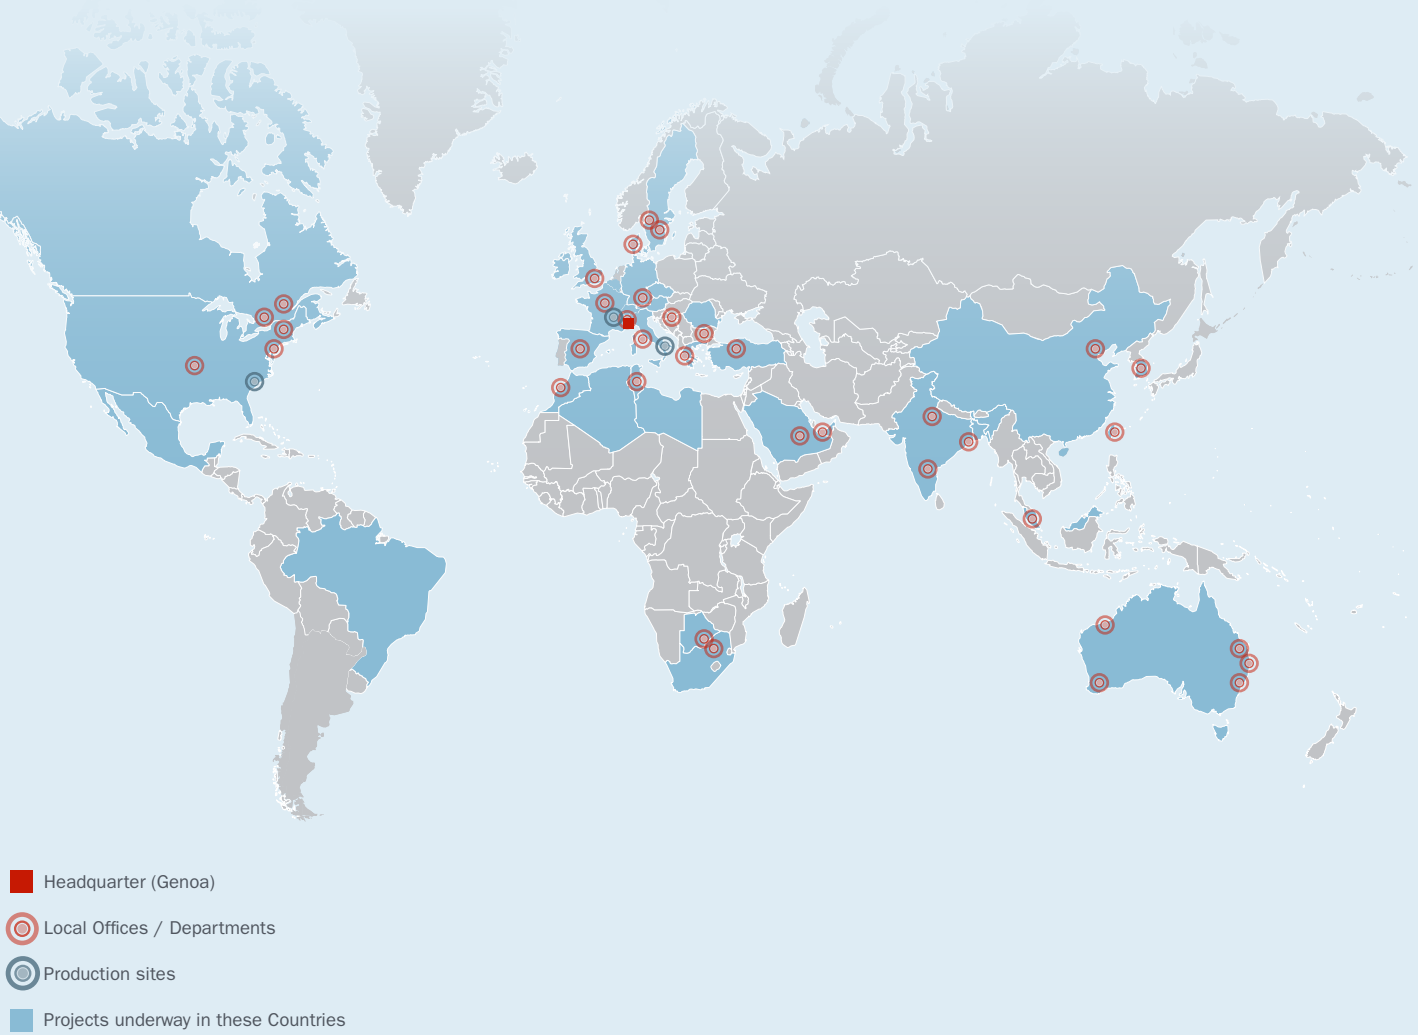 Headquarter (Genoa)
Local Offices / Departments
Production sites
Projects underway in these Countries